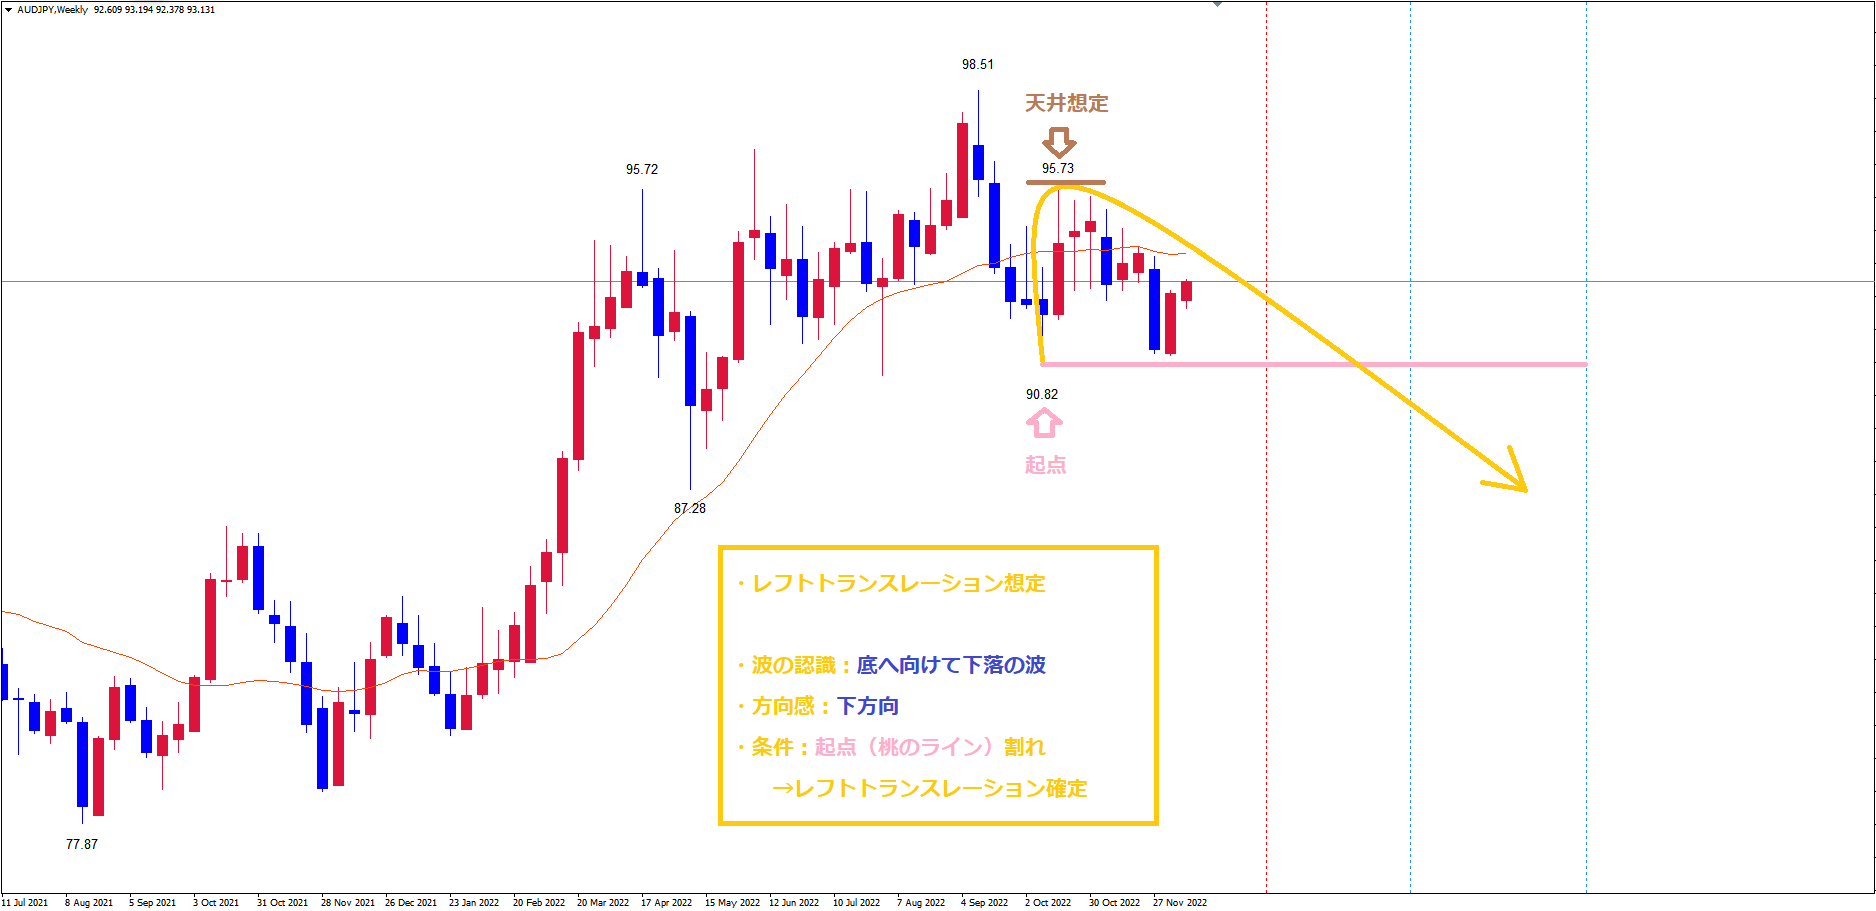 AUDJPY,Weekly 92.609 93.194 92.378 93.131
98.51
天井想定
95.72
95.73
90.82
起点
87.28
・レフトトランスレーション想定
・波の認識：底へ向けて下落の波
・方向感：下方向
・条件：起点（桃のライン）割れ
→レフトトランスレーション確定
77.87
11 Jul 2021 8 Aug 2021 5 Sep 2021 3 Oct 2021 31 Oct 2021 28 Nov 2021 26 Dec 2021 23 Jan 2022 20 Feb 2022 20 Mar 2022 17 Apr 2022 15 May 2022 12 Jun 2022 10 Jul 2022 7 Aug 2022 4 Sep 2022 2 Oct 2022 30 Oct 2022 27 Nov 2022